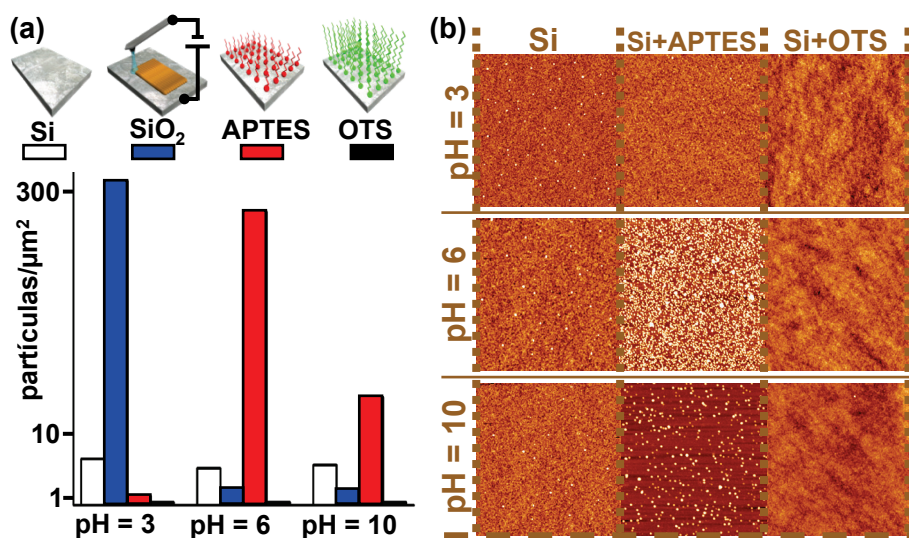 (a)
Si
SiO₂
APTES
OTS
partículas/µm²
300
10
1
pH = 3
pH = 6
pH = 10
(b)
Si
Si+APTES
Si+OTS
pH = 3
pH = 6
pH = 10